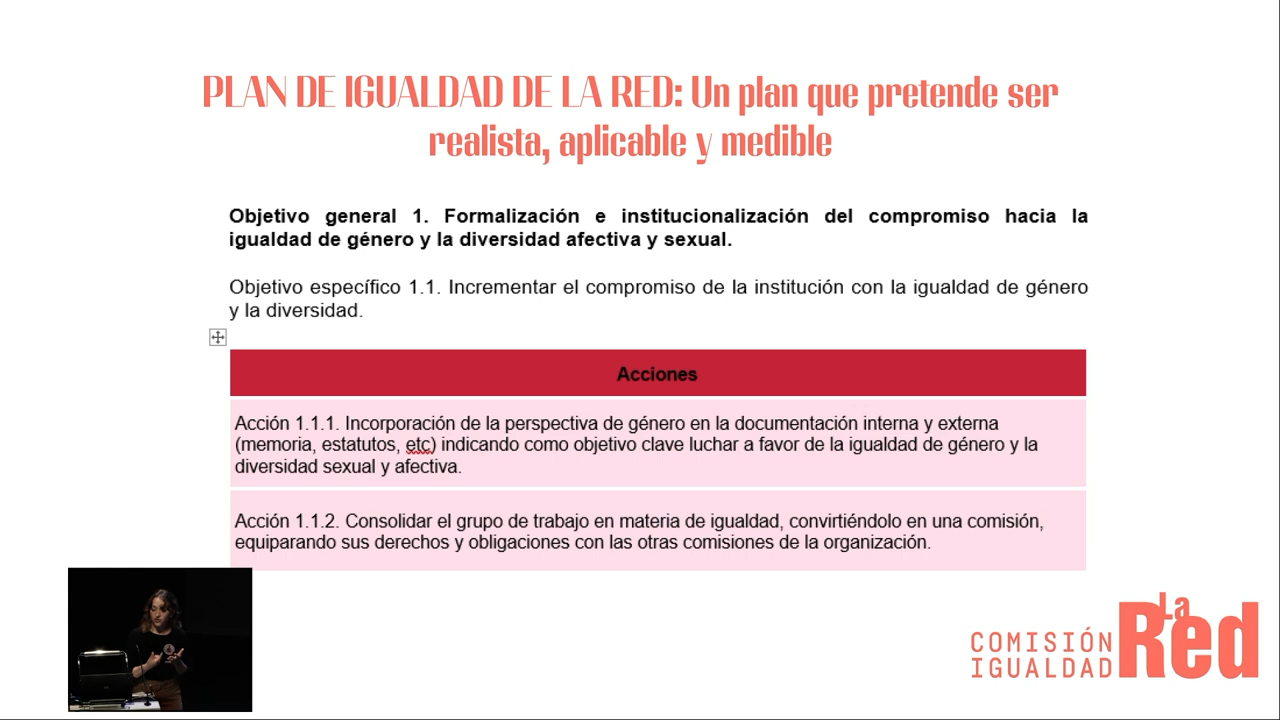 PLAN DE IGUALDAD DE LA RED: Un plan que pretende ser
realista, aplicable y medible
Objetivo general 1. Formalización e institucionalización del compromiso hacia la
igualdad de género y la diversidad afectiva y sexual.
Objetivo específico 1.1. Incrementar el compromiso de la institución con la igualdad de género
y la diversidad.
Acciones
Acción 1.1.1. Incorporación de la perspectiva de género en la documentación interna y externa
(memoria, estatutos, etc) indicando como objetivo clave luchar a favor de la igualdad de género y la
diversidad sexual y afectiva.
Acción 1.1.2. Consolidar el grupo de trabajo en materia de igualdad, convirtiéndolo en una comisión,
equiparando sus derechos y obligaciones con las otras comisiones de la organización.
COMISIÓN
IGUALDAD
La
Red